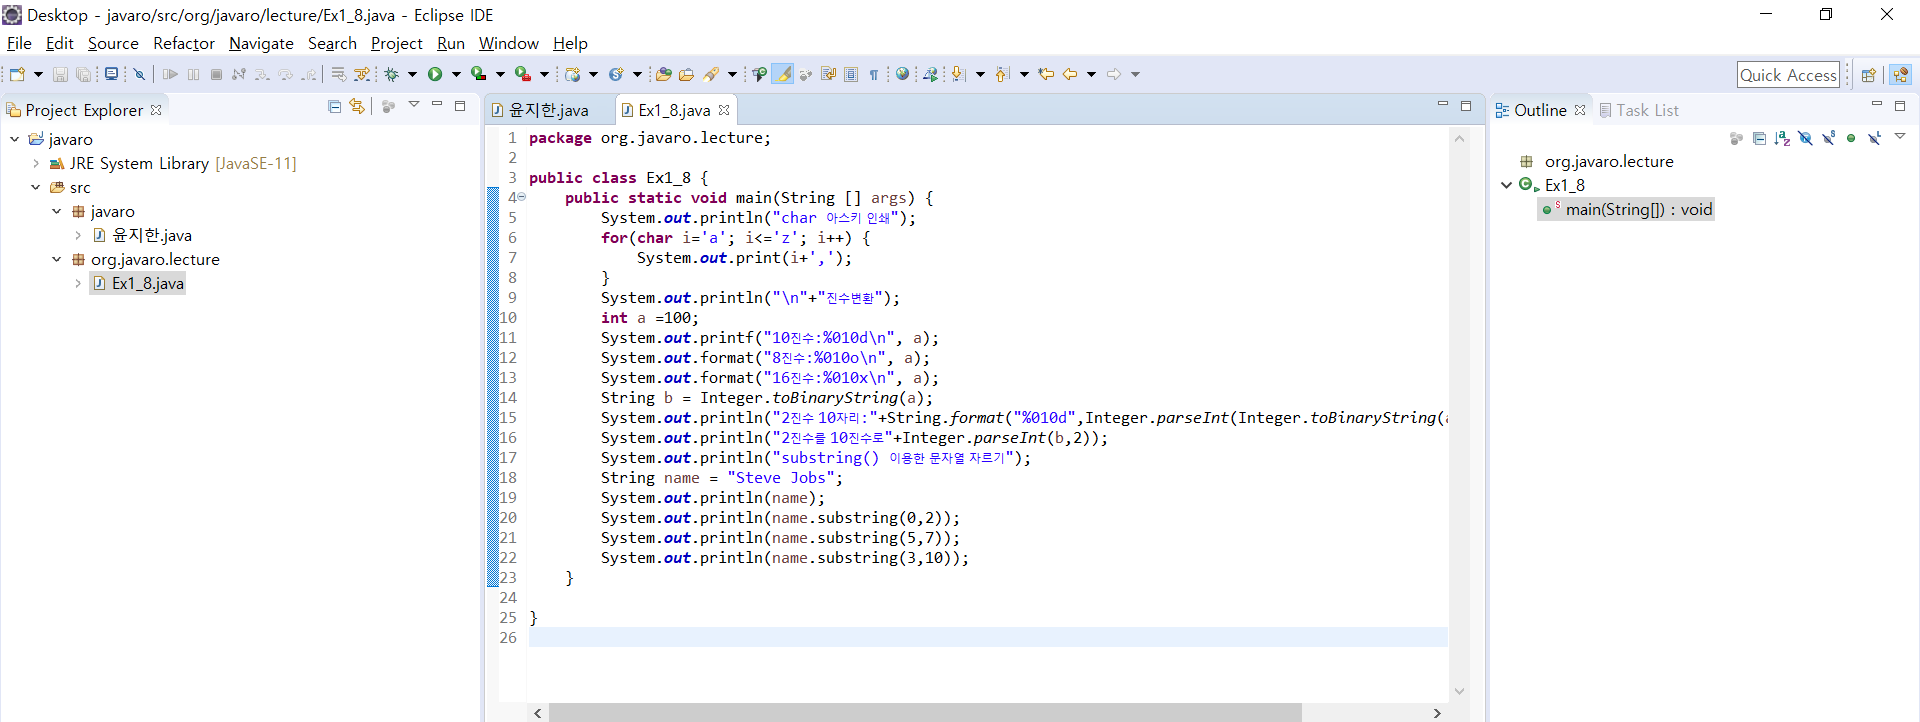 Desktop - javaro/src/org/javaro/lecture/Ex1_8.java - Eclipse IDE
File Edit Source Refactor Navigate Search Project Run Window Help
Quick Access
Project Explorer
javaro
JRE System Library [JavaSE-11]
src
javaro
윤지한.java
org.javaro.lecture
Ex1_8.java
윤지한.java Ex1_8.java
1 package org.javaro.lecture;
2
3 public class Ex1_8 {
4 public static void main(String [] args) {
5 System.out.println("char 아스키 인쇄");
6 for(char i='a'; i<='z'; i++) {
7 System.out.print(i+',');
8 }
9 System.out.println("\n"+"진수변환");
10 int a =100;
11 System.out.printf("10진수:%010d\n", a);
12 System.out.format("8진수:%010o\n", a);
13 System.out.format("16진수:%010x\n", a);
14 String b = Integer.toBinaryString(a);
15 System.out.println("2진수 10자리:"+String.format("%010d",Integer.parseInt(Integer.toBinaryString(a
16 System.out.println("2진수를 10진수로"+Integer.parseInt(b,2));
17 System.out.println("substring() 이용한 문자열 자르기");
18 String name = "Steve Jobs";
19 System.out.println(name);
20 System.out.println(name.substring(0,2));
21 System.out.println(name.substring(5,7));
22 System.out.println(name.substring(3,10));
23 }
24
25 }
26
Outline Task List
org.javaro.lecture
Ex1_8
main(String[]) : void